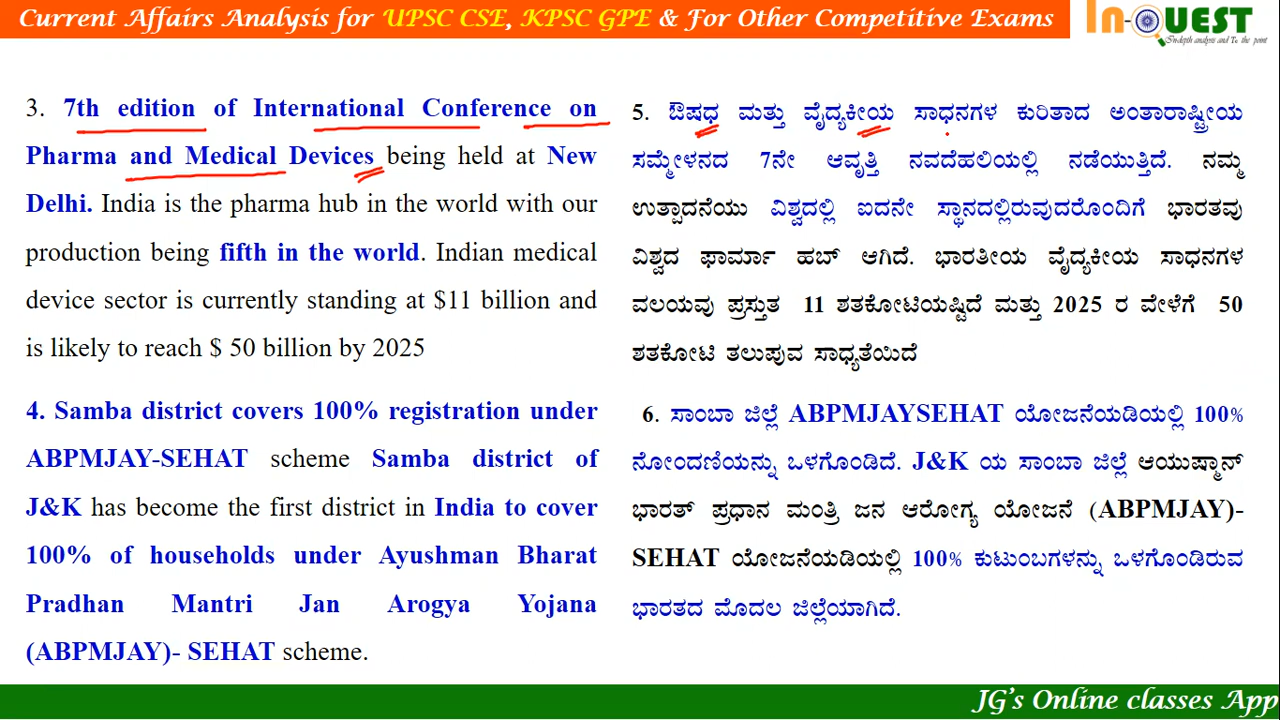 Current Affairs Analysis for UPSC CSE, KPSC GPE & For Other Competitive Exams
In-QUEST
In-depth analysis and To the point
3. 7th edition of International Conference on
Pharma and Medical Devices being held at New
Delhi. India is the pharma hub in the world with our
production being fifth in the world. Indian medical
device sector is currently standing at $11 billion and
is likely to reach $ 50 billion by 2025
4. Samba district covers 100% registration under
ABPMJAY-SEHAT scheme Samba district of
J&K has become the first district in India to cover
100% of households under Ayushman Bharat
Pradhan Mantri Jan Arogya Yojana
(ABPMJAY)- SEHAT scheme.
5. ಔಷಧ ಮತ್ತು ವೈದ್ಯಕೀಯ ಸಾಧನಗಳ ಕುರಿತಾದ ಅಂತಾರಾಷ್ಟ್ರೀಯ
ಸಮ್ಮೇಳನದ 7ನೇ ಆವೃತ್ತಿ ನವದೆಹಲಿಯಲ್ಲಿ ನಡೆಯುತ್ತಿದೆ. ನಮ್ಮ
ಉತ್ಪಾದನೆಯು ವಿಶ್ವದಲ್ಲಿ ಐದನೇ ಸ್ಥಾನದಲ್ಲಿರುವುದರೊಂದಿಗೆ ಭಾರತವು
ವಿಶ್ವದ ಫಾರ್ಮಾ ಹಬ್ ಆಗಿದೆ. ಭಾರತೀಯ ವೈದ್ಯಕೀಯ ಸಾಧನಗಳ
ವಲಯವು ಪ್ರಸ್ತುತ 11 ಶತಕೋಟಿಯಷ್ಟಿದೆ ಮತ್ತು 2025 ರ ವೇಳೆಗೆ 50
ಶತಕೋಟಿ ತಲುಪುವ ಸಾಧ್ಯತೆಯಿದೆ
6. ಸಾಂಬಾ ಜಿಲ್ಲೆ ABPMJAYSEHAT ಯೋಜನೆಯಡಿಯಲ್ಲಿ 100%
ನೋಂದಣಿಯನ್ನು ಒಳಗೊಂಡಿದೆ. J&K ಯ ಸಾಂಬಾ ಜಿಲ್ಲೆ ಆಯುಷ್ಮಾನ್
ಭಾರತ್ ಪ್ರಧಾನ ಮಂತ್ರಿ ಜನ ಆರೋಗ್ಯ ಯೋಜನೆ (ABPMJAY)-
SEHAT ಯೋಜನೆಯಡಿಯಲ್ಲಿ 100% ಕುಟುಂಬಗಳನ್ನು ಒಳಗೊಂಡಿರುವ
ಭಾರತದ ಮೊದಲ ಜಿಲ್ಲೆಯಾಗಿದೆ.
JG's Online classes App